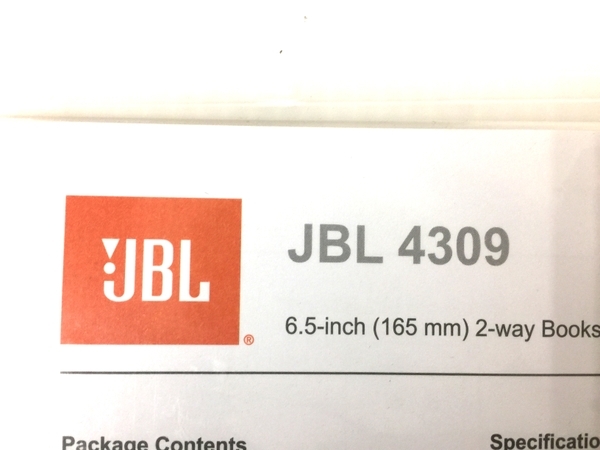 JBL
®
JBL 4309
6.5-inch (165 mm) 2-way Books
Package Contents
Specificatio